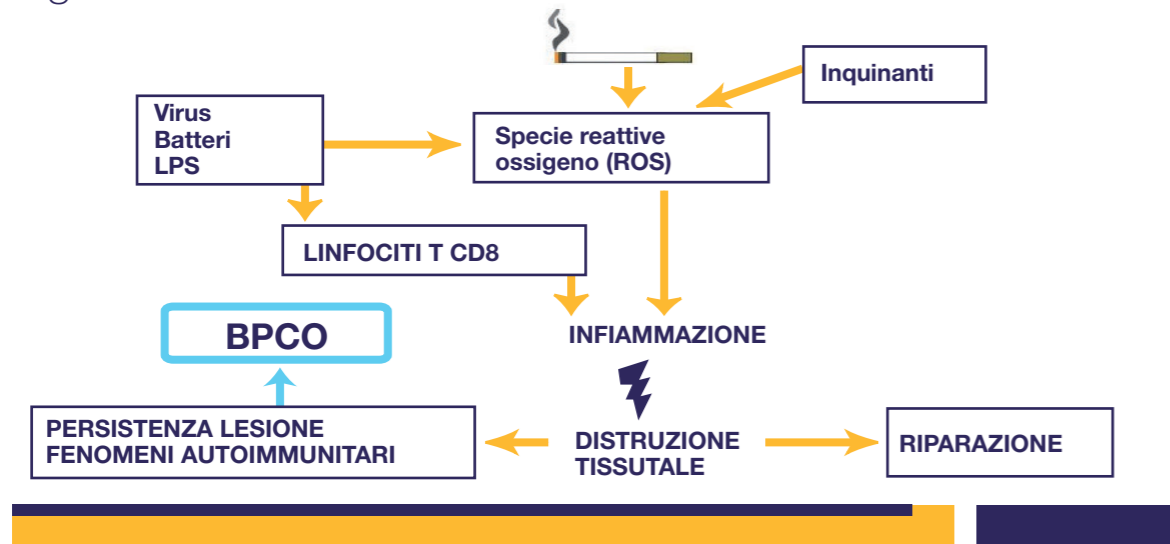 Inquinanti
Virus
Batteri
LPS
Specie reattive
ossigeno (ROS)
LINFOCITI T CD8
BPCO
INFIAMMAZIONE
PERSISTENZA LESIONE
FENOMENI AUTOIMMUNITARI
DISTRUZIONE
TISSUTALE
RIPARAZIONE